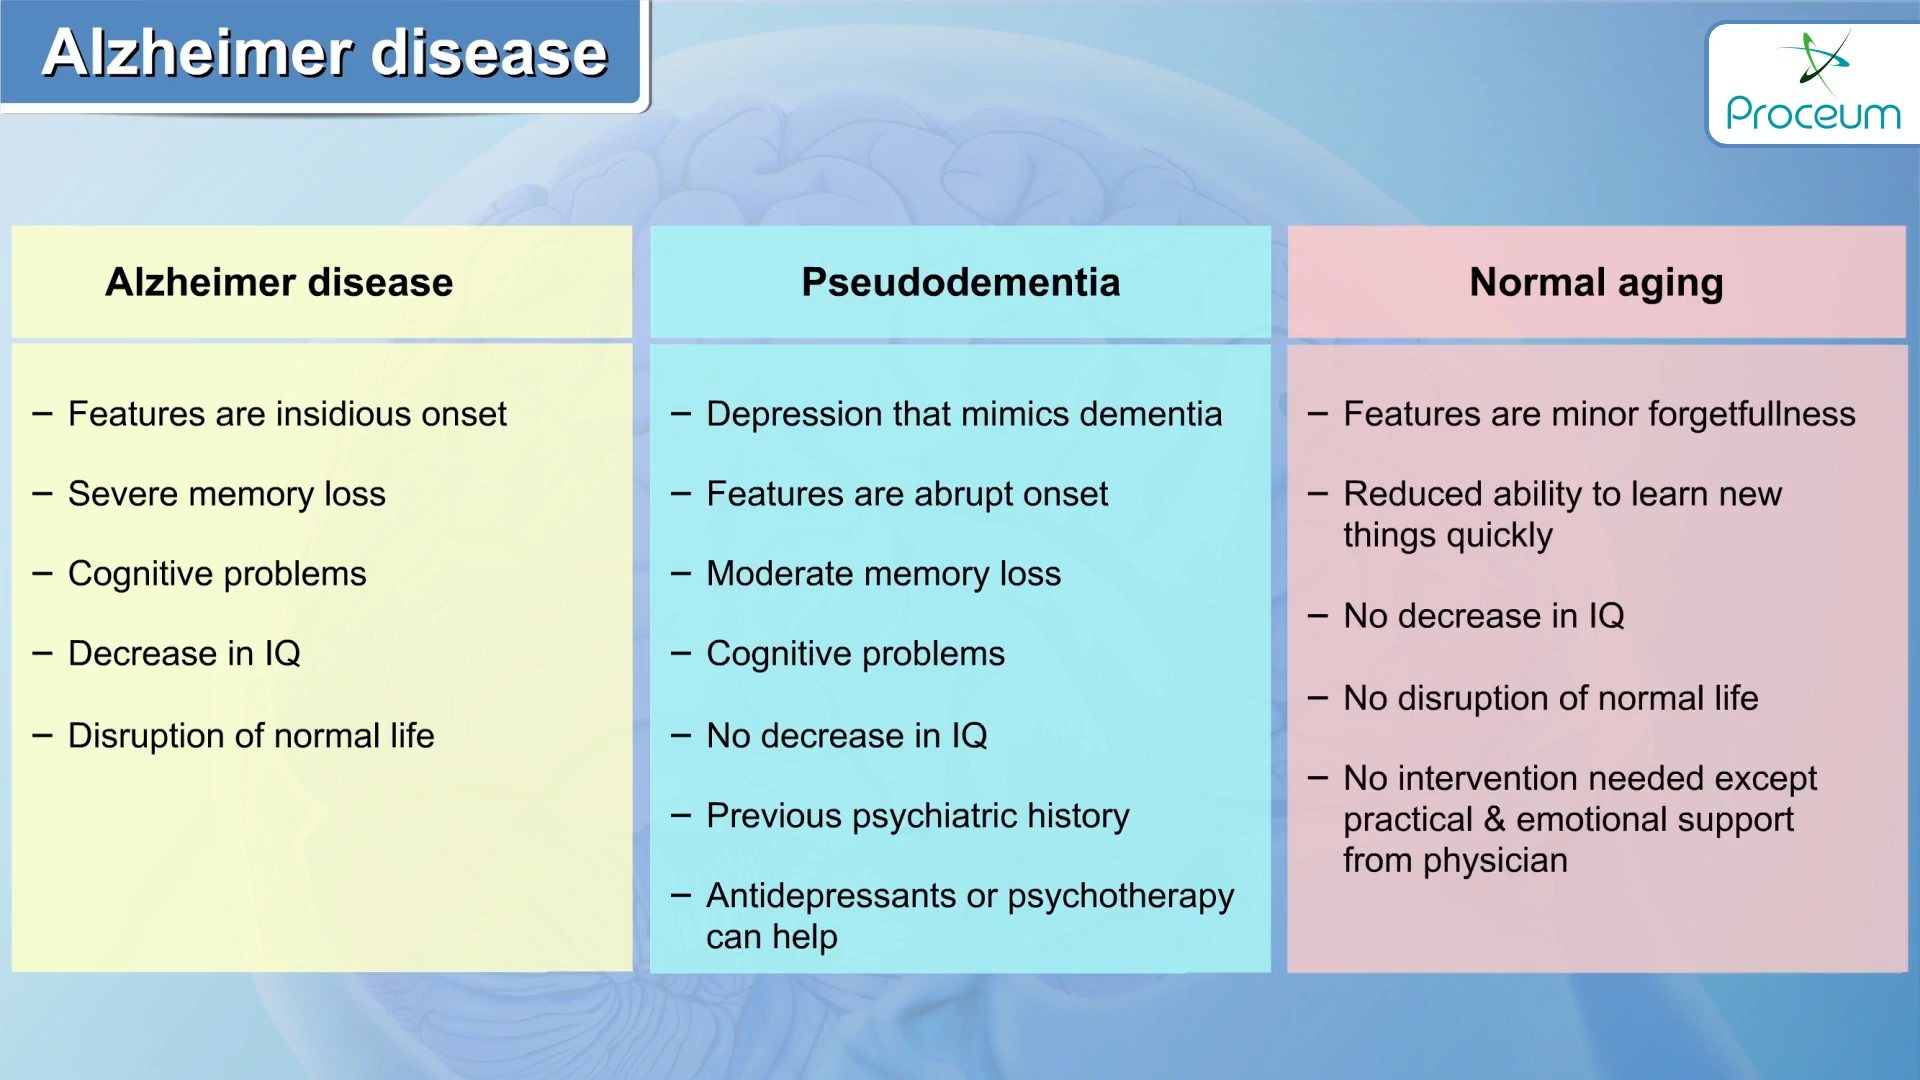 Alzheimer disease
Proceum
Alzheimer disease
– Features are insidious onset
– Severe memory loss
– Cognitive problems
– Decrease in IQ
– Disruption of normal life
Pseudodementia
– Depression that mimics dementia
– Features are abrupt onset
– Moderate memory loss
– Cognitive problems
– No decrease in IQ
– Previous psychiatric history
– Antidepressants or psychotherapy
can help
Normal aging
– Features are minor forgetfullness
– Reduced ability to learn new
things quickly
– No decrease in IQ
– No disruption of normal life
– No intervention needed except
practical & emotional support
from physician